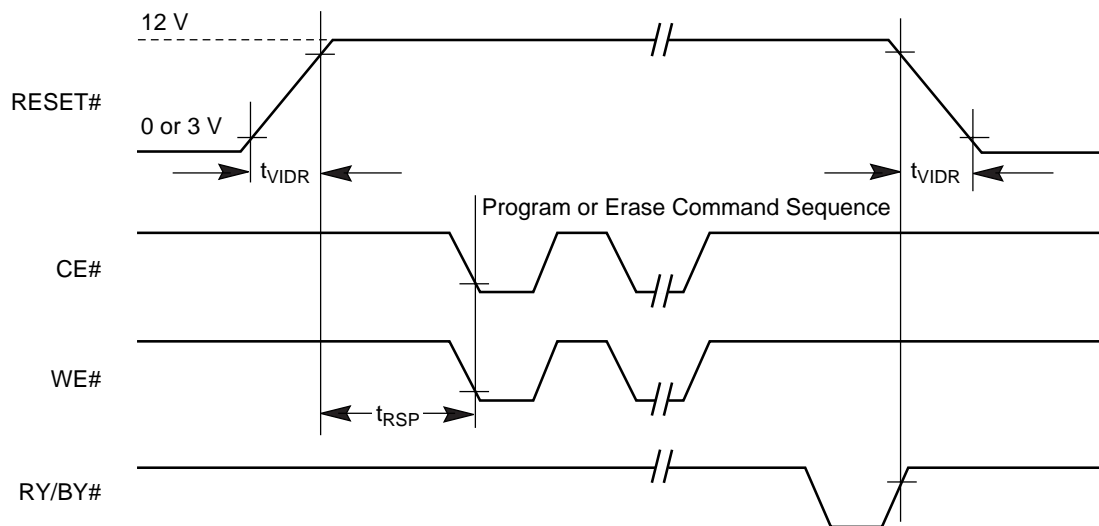 12 V
RESET#
0 or 3 V
tVIDR
tVIDR
Program or Erase Command Sequence
CE#
WE#
tRSP
RY/BY#